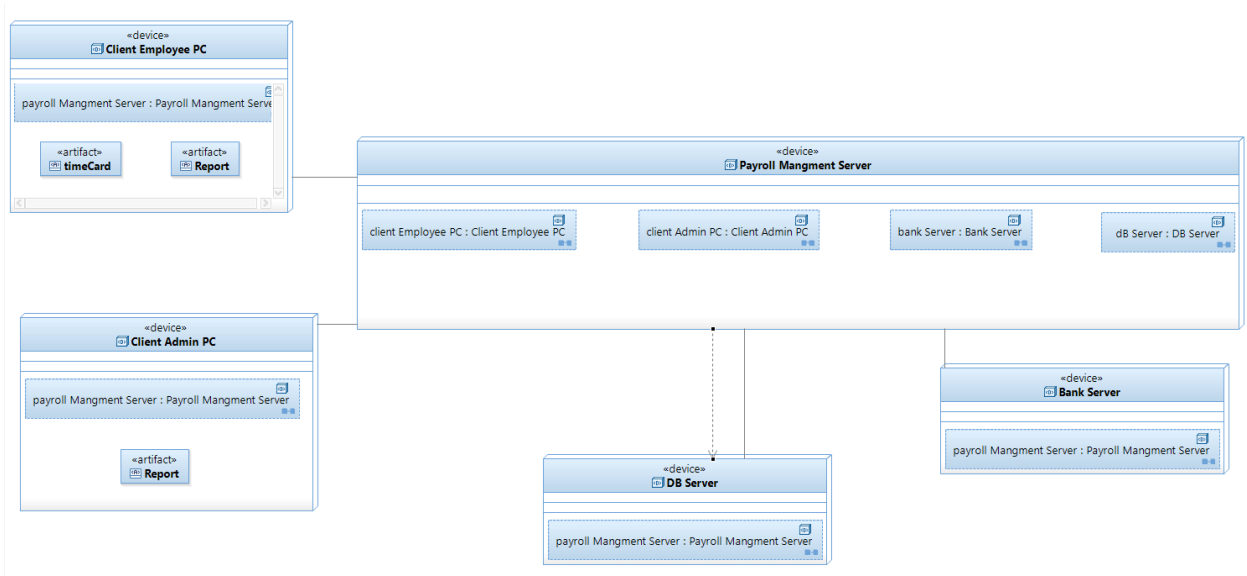 «device»
Client Employee PC
payroll Mangment Server : Payroll Mangment Serve
«artifact»
timeCard
«artifact»
Report
«device»
Payroll Mangment Server
client Employee PC : Client Employee PC
client Admin PC : Client Admin PC
bank Server : Bank Server
dB Server : DB Server
«device»
Client Admin PC
payroll Mangment Server : Payroll Mangment Server
«artifact»
Report
«device»
Bank Server
payroll Mangment Server : Payroll Mangment Server
«device»
DB Server
payroll Mangment Server : Payroll Mangment Server